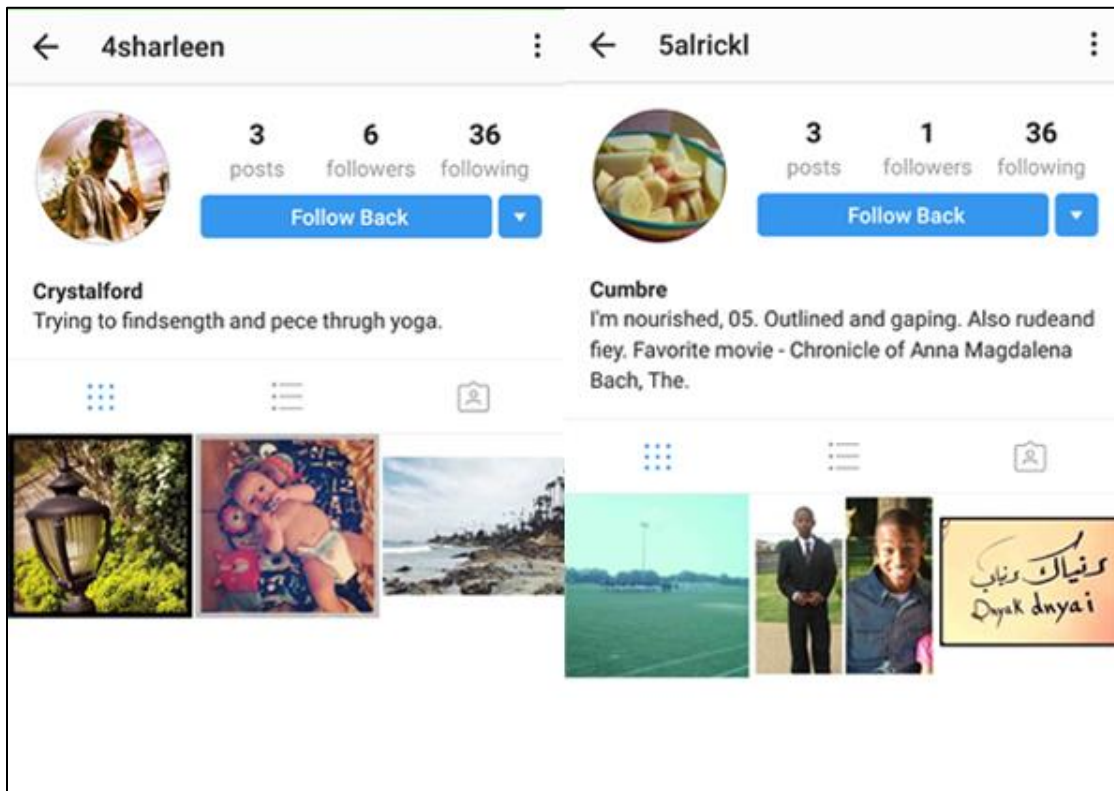 4sharleen
3 6 36
posts followers following
Follow Back
Crystalford
Trying to findsength and pece thrugh yoga.
5alrickl
3 1 36
posts followers following
Follow Back
Cumbre
I'm nourished, 05. Outlined and gaping. Also rudeand
fiey. Favorite movie - Chronicle of Anna Magdalena
Bach, The.
دنياك دنياي
Dnyak dnyai